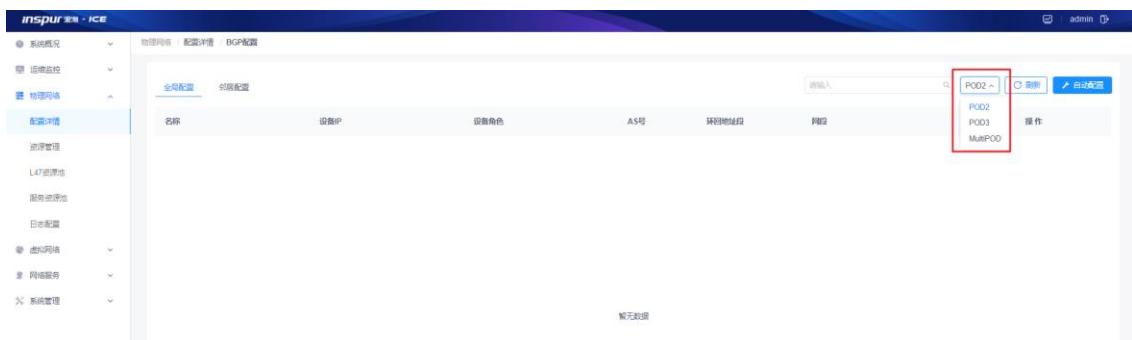 inspur 浪潮 · ICE
admin
系统概况
运维监控
物理网络
配置详情
资源管理
L47资源池
服务资源池
日志配置
虚拟网络
网络服务
系统管理
物理网络 / 配置详情 / BGP配置
全局配置 邻居配置
请输入
POD2 刷新 自动配置
POD2
POD3
MultiPOD
名称 设备IP 设备角色 AS号 环回地址段 网段 操作
暂无数据